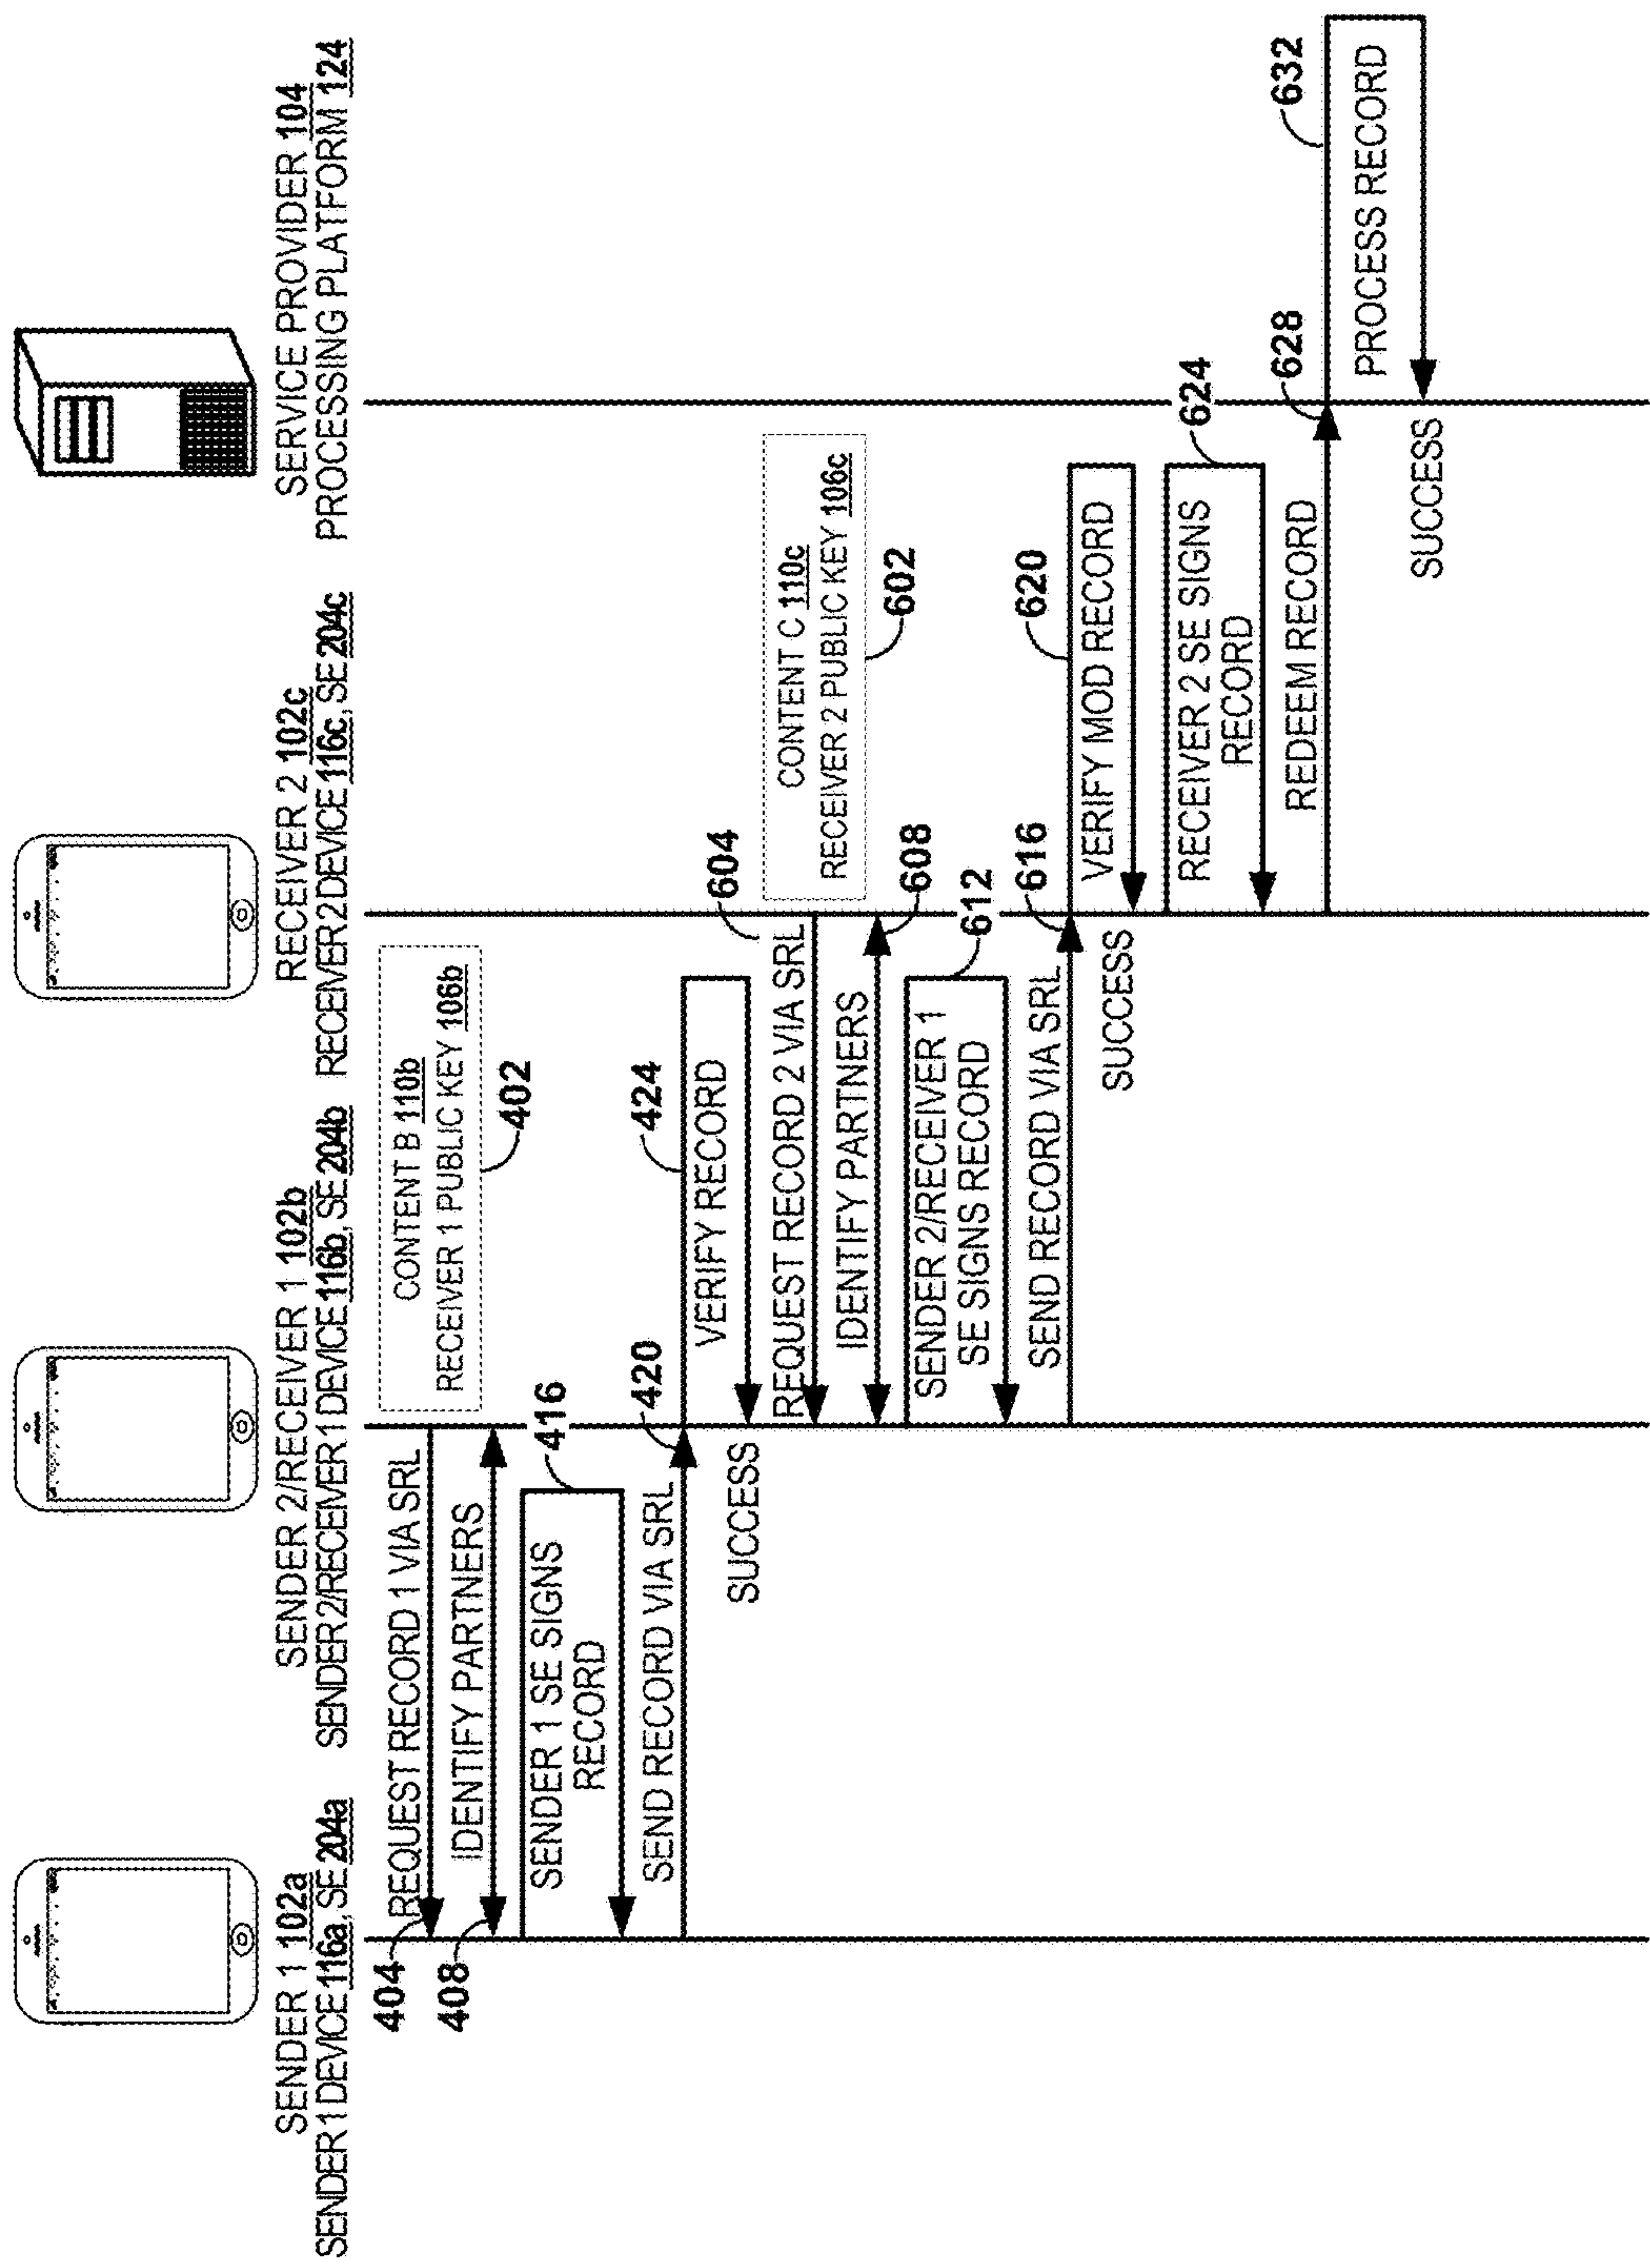 SENDER 1 102a
SENDER 1 DEVICE 116a, SE 204a
SENDER 2/RECEIVER 1 102b
SENDER 2/RECEIVER 1 DEVICE 116b, SE 204b
RECEIVER 2 102c
RECEIVER 2 DEVICE 116c, SE 204c
SERVICE PROVIDER 104
PROCESSING PLATFORM 124
CONTENT B 110b
RECEIVER 1 PUBLIC KEY 106b
402
REQUEST RECORD 1 VIA SRL
404
IDENTIFY PARTNERS
408
416
SENDER 1 SE SIGNS
RECORD
SEND RECORD VIA SRL
420
424
VERIFY RECORD
SUCCESS
CONTENT C 110c
RECEIVER 2 PUBLIC KEY 106c
602
604
REQUEST RECORD 2 VIA SRL
IDENTIFY PARTNERS
608
612
SENDER 2/RECEIVER 1
SE SIGNS RECORD
SEND RECORD VIA SRL
616
620
VERIFY MOD RECORD
SUCCESS
624
RECEIVER 2 SE SIGNS
RECORD
REDEEM RECORD
628
632
PROCESS RECORD
SUCCESS